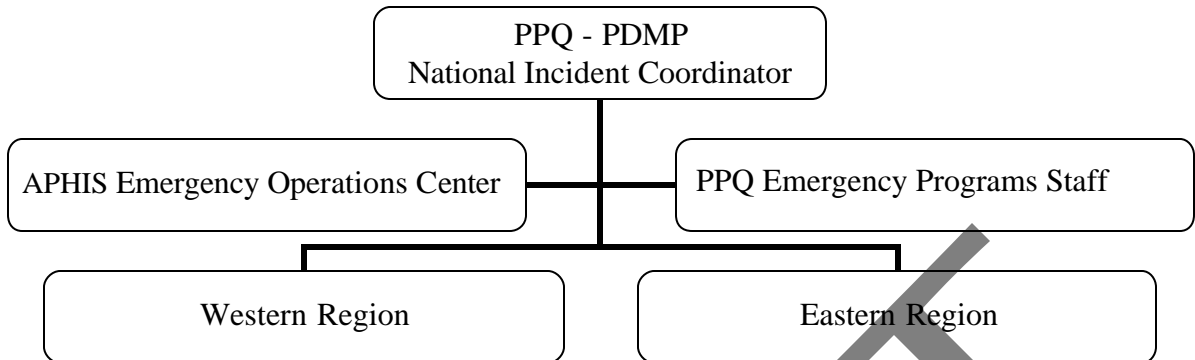 PPQ - PDMP
National Incident Coordinator
APHIS Emergency Operations Center
PPQ Emergency Programs Staff
Western Region
Eastern Region